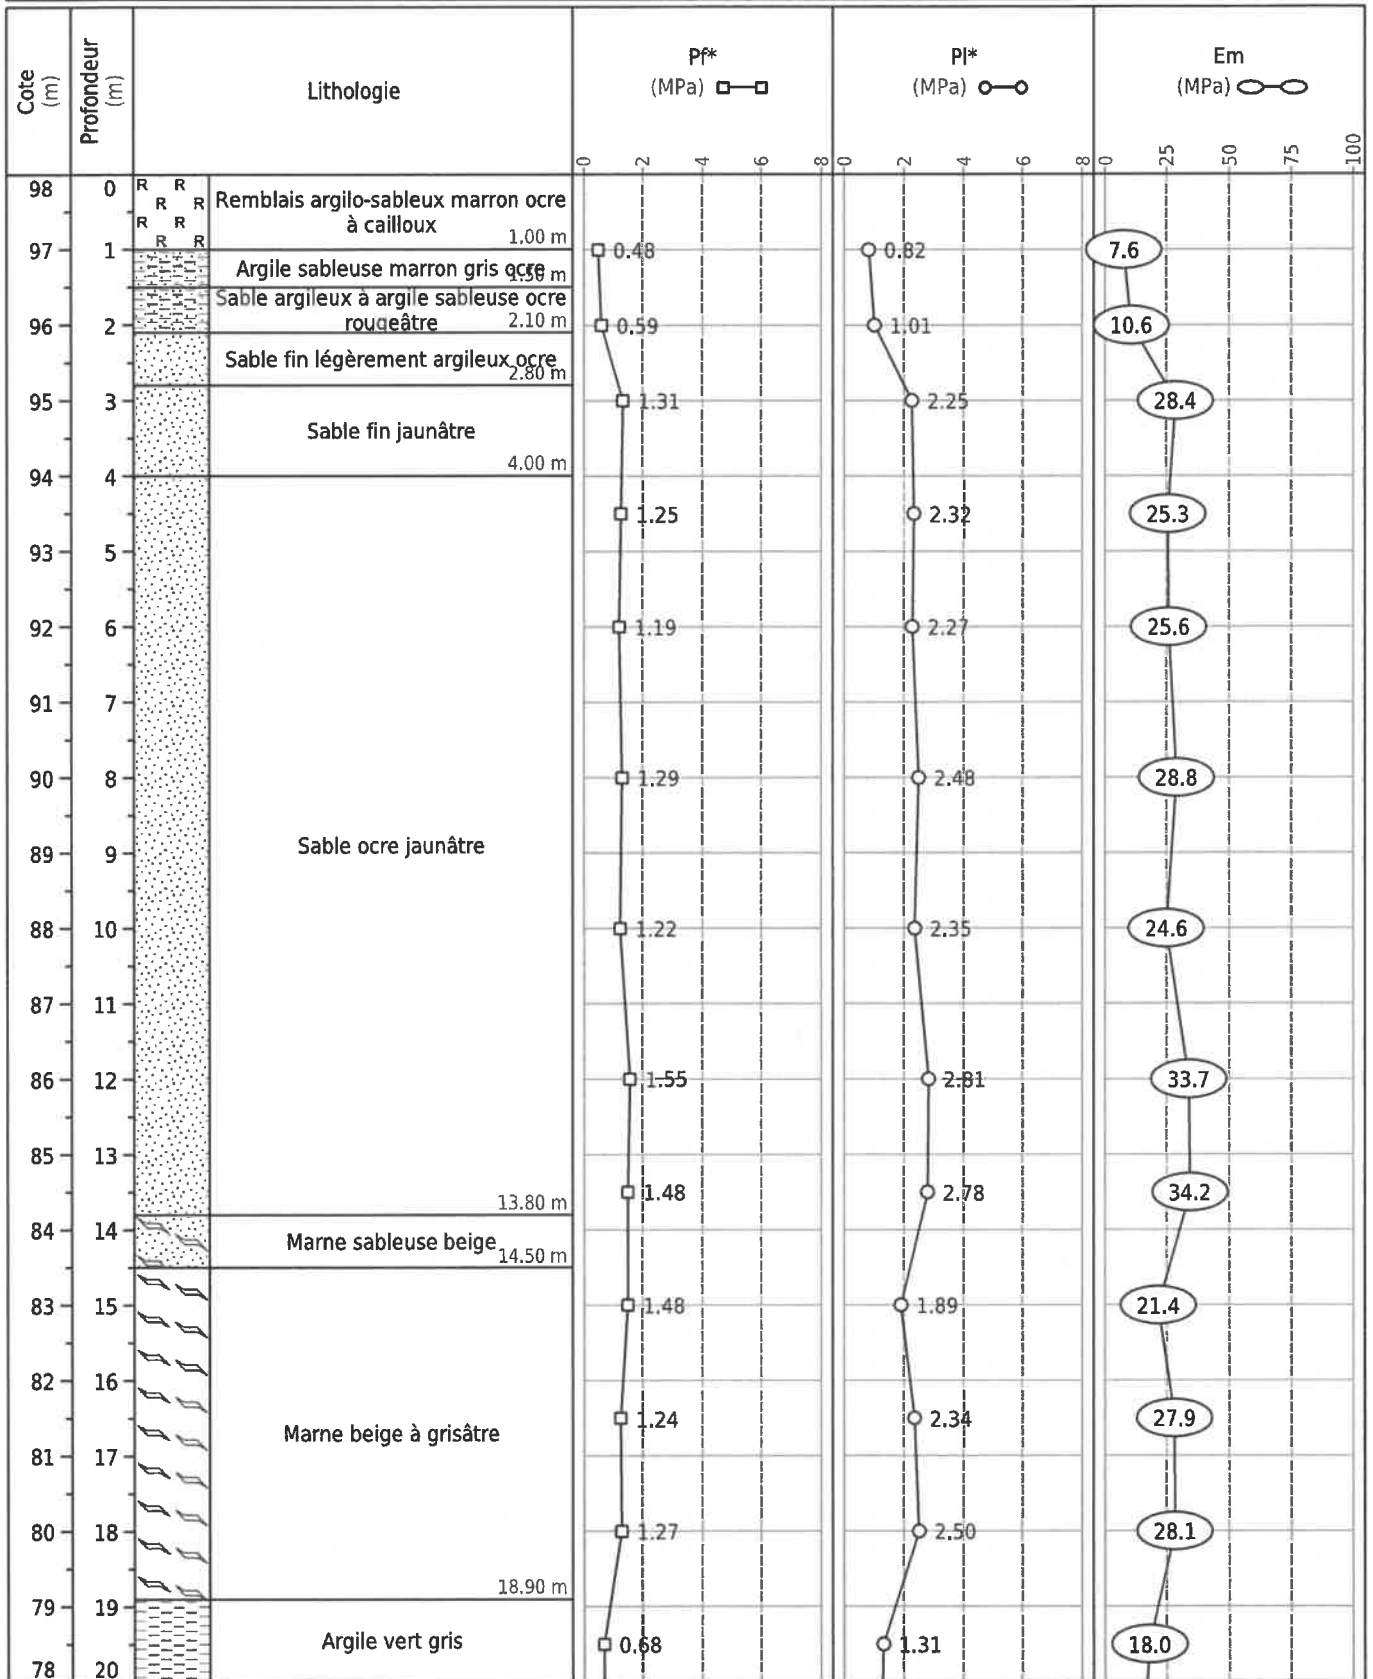 Cote
(m)
Profondeur
(m)
Lithologie
Pf*
(MPa)
Pl*
(MPa)
Em
(MPa)
0 2 4 6 8
0 2 4 6 8
0 25 50 75 100
98 0
R R
R R
R R
R R
Remblais argilo-sableux marron ocre
à cailloux
1.00 m
97 1
0.48 0.82 7.6
Argile sableuse marron gris ocre
1.50 m
Sable argileux à argile sableuse ocre
rougeâtre
2.10 m
96 2
0.59 1.01 10.6
Sable fin légèrement argileux ocre
2.80 m
95 3
1.31 2.25 28.4
Sable fin jaunâtre
4.00 m
94 4
1.25 2.32 25.3
93 5
92 6
1.19 2.27 25.6
91 7
90 8
1.29 2.48 28.8
Sable ocre jaunâtre
89 9
88 10
1.22 2.35 24.6
87 11
86 12
1.55 2.81 33.7
85 13
1.48 2.78 34.2
13.80 m
84 14
Marne sableuse beige
14.50 m
83 15
1.48 1.89 21.4
82 16
1.24 2.34 27.9
Marne beige à grisâtre
81 17
80 18
1.27 2.50 28.1
18.90 m
79 19
Argile vert gris
0.68 1.31 18.0
78 20